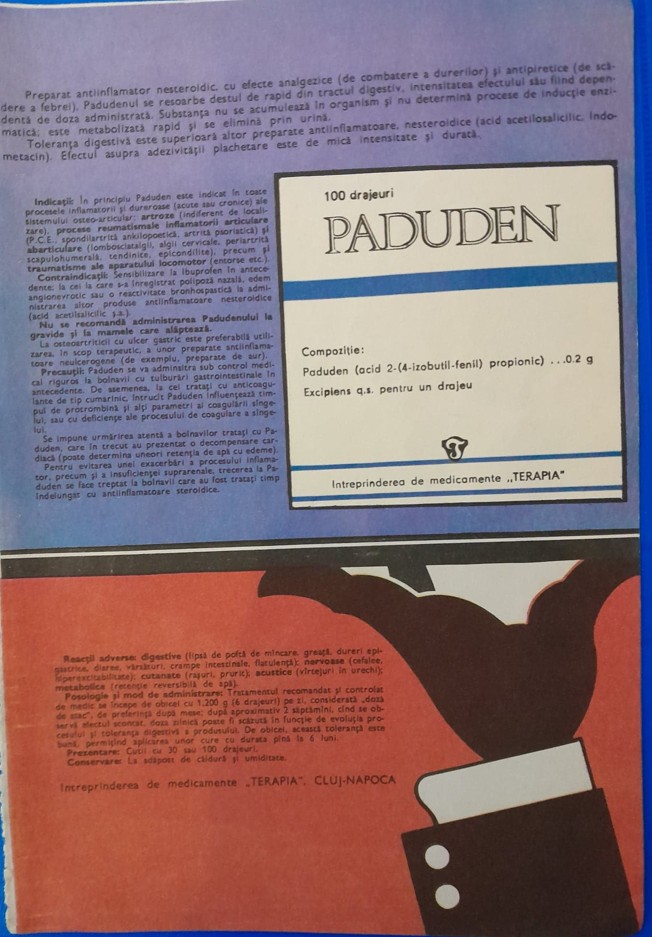 Preparat antiinflamator nesteroidic, cu efecte analgezice (de combatere a durerilor) și antipiretice (de scă-
dere a febrei), Padudenul se resoarbe destul de rapid din tractul digestiv, intensitatea efectului său fiind depen-
dentă de doza administrată. Substanța nu se acumulează în organism și nu determină procese de inducție enzi-
matică; este metabolizată rapid și se elimină prin urină.
Toleranța digestivă este superioară altor preparate antiinflamatoare, nesteroidice (acid acetilosalicilic, Indo-
metacin). Efectul asupra adezivității plachetare este de mică intensitate și durată.
Indicații: În principiu Paduden este indicat în toate
procesele inflamatorii și dureroase (acute sau cronice) ale
sistemului osteo-articular: artroze (indiferent de locali-
zare), procese reumatismale inflamatorii articulare
(P.C.E., spondilartrită ankilopoetică, artrită psoriatică) și
abarticulare (lombosciatalgii, algii cervicale, periartrită
scapulohumerală, tendinite, epicondilite), precum și
traumatisme ale aparatului locomotor (entorse etc.).
Contraindicații: Sensibilizare la Ibuprofen în antece-
dente; la cei la care s-a înregistrat polipoză nazală, edem
angionevrotic sau o reactivitate bronhospastică la admi-
nistrarea altor produse antiinflamatoare nesteroidice
(acid acetilsalicilic ș.a.).
Nu se recomandă administrarea Padudenului la
gravide și la mamele care alăptează.
La osteoartriticii cu ulcer gastric este preferabilă utili-
zarea, în scop terapeutic, a unor preparate antiinflama-
toare neulcerogene (de exemplu, preparate de aur).
Precauții: Paduden se va administra sub control medi-
cal riguros la bolnavii cu tulburări gastrointestinale în
antecedente. De asemenea, la cei tratați cu anticoagu-
lante de tip cumarinic, întrucît Paduden influențează tim-
pul de protrombină și alți parametri ai coagulării sînge-
lui, sau cu deficiențe ale procesului de coagulare a sînge-
lui.
Se impune urmărirea atentă a bolnavilor tratați cu Pa-
duden, care în trecut au prezentat o decompensare car-
diacă (poate determina uneori retenția de apă cu edeme).
Pentru evitarea unei exacerbări a procesului inflama-
tor, precum și a insuficienței suprarenale, trecerea la Pa-
duden se face treptat la bolnavii care au fost tratați timp
îndelungat cu antiinflamatoare steroidice.
100 drajeuri
PADUDEN
Compoziție:
Paduden (acid 2-(4-izobutil-fenil) propionic) ...0.2 g
Excipiens q.s. pentru un drajeu
Intreprinderea de medicamente „TERAPIA"
Reacții adverse: digestive (lipsă de poftă de mîncare, greață, dureri epi-
gastrice, diaree, vărsături, crampe intestinale, flatulență); nervoase (cefalee,
hiperexcitabilitate); cutanate (rașuri, prurit); acustice (vîrsejuri în urechi);
metabolice (retenție reversibilă de apă).
Posologie și mod de administrare: Tratamentul recomandat și controlat
de medic se începe de obicei cu 1,200 g (6 drajeuri) pe zi, considerată „doză
de atac", de preferință după mese; după aproximativ 2 săptămîni, cînd se ob-
servă efectul scontat, doza zilnică poate fi scăzută în funcție de evoluția pro-
cesului și toleranța digestivă a produsului. De obicei, această toleranță este
bună, permițînd aplicarea unor cure cu durata pînă la 6 luni.
Prezentare: Cutii cu 30 sau 100 drajeuri.
Conservare: La adăpost de căldură și umiditate.
Intreprinderea de medicamente „TERAPIA", CLUJ-NAPOCA